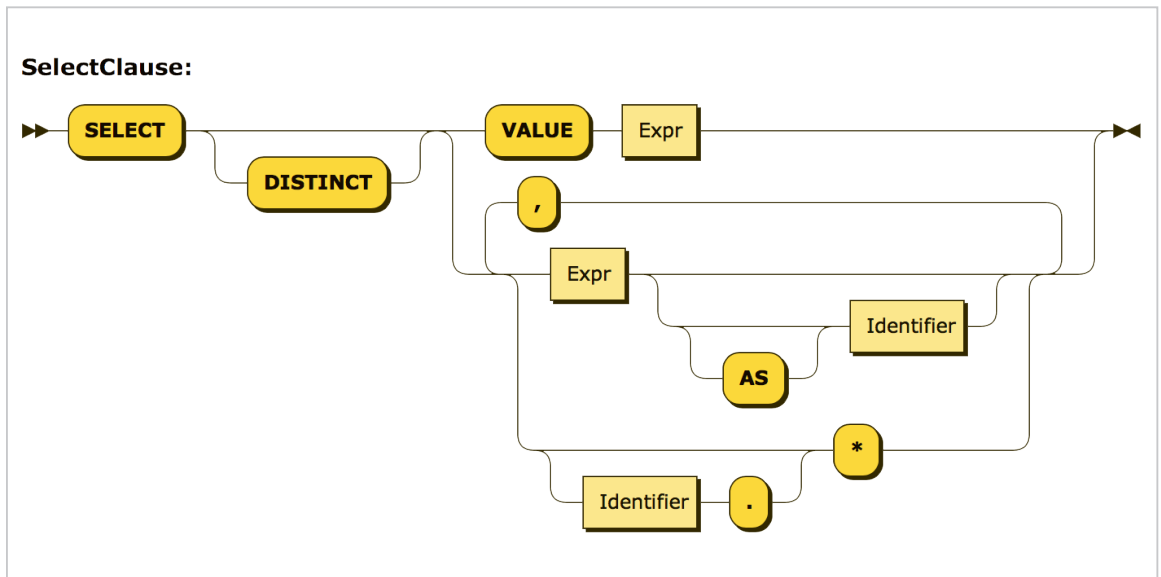 SelectClause:
SELECT VALUE Expr
DISTINCT
,
Expr
Identifier
AS
*
Identifier .